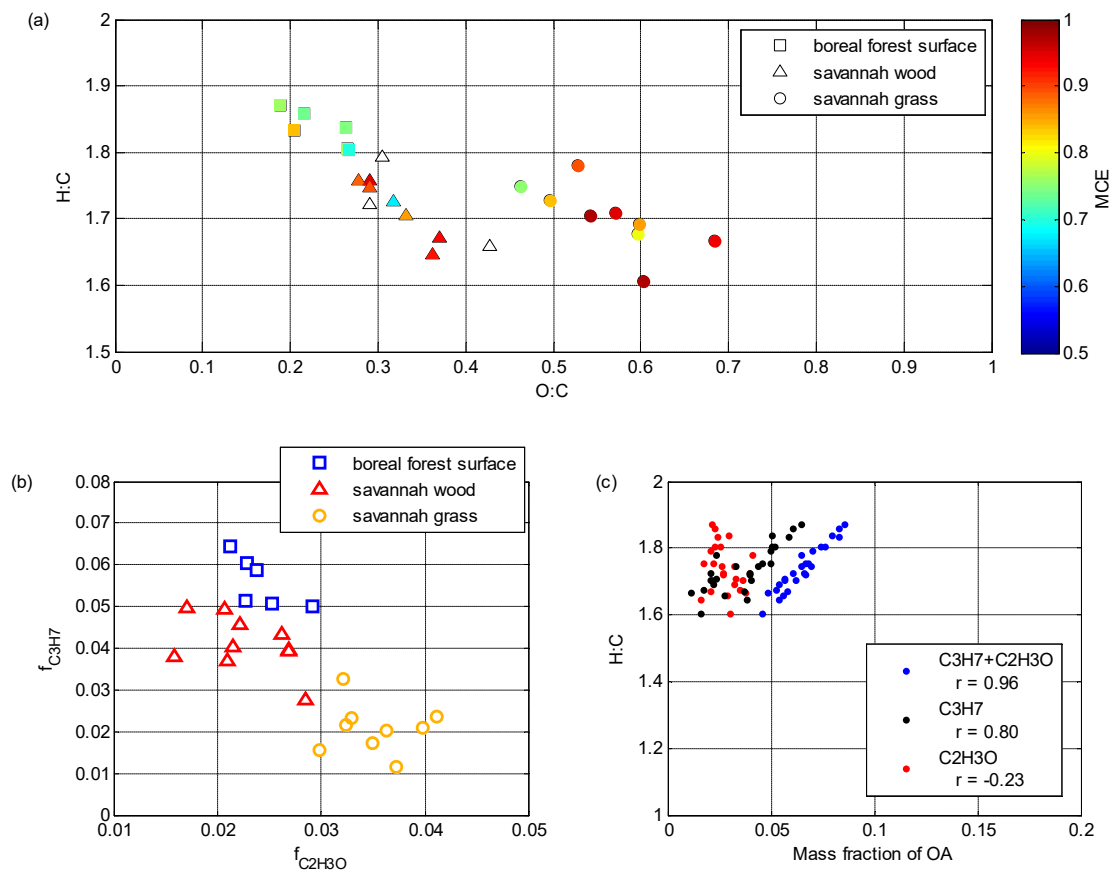 (a)
2
1.9
1.8
1.7
1.6
1.5
H:C
0 0.1 0.2 0.3 0.4 0.5 0.6 0.7 0.8 0.9 1
O:C
boreal forest surface
savannah wood
savannah grass
1
0.9
0.8
0.7
0.6
0.5
MCE
(b)
boreal forest surface
savannah wood
savannah grass
0.08
0.07
0.06
0.05
0.04
0.03
0.02
0.01
0
fC3H7
0.01 0.02 0.03 0.04 0.05
fC2H3O
(c)
2
1.8
1.6
1.4
1.2
1
H:C
C3H7+C2H3O
r = 0.96
C3H7
r = 0.80
C2H3O
r = -0.23
0 0.05 0.1 0.15 0.2
Mass fraction of OA